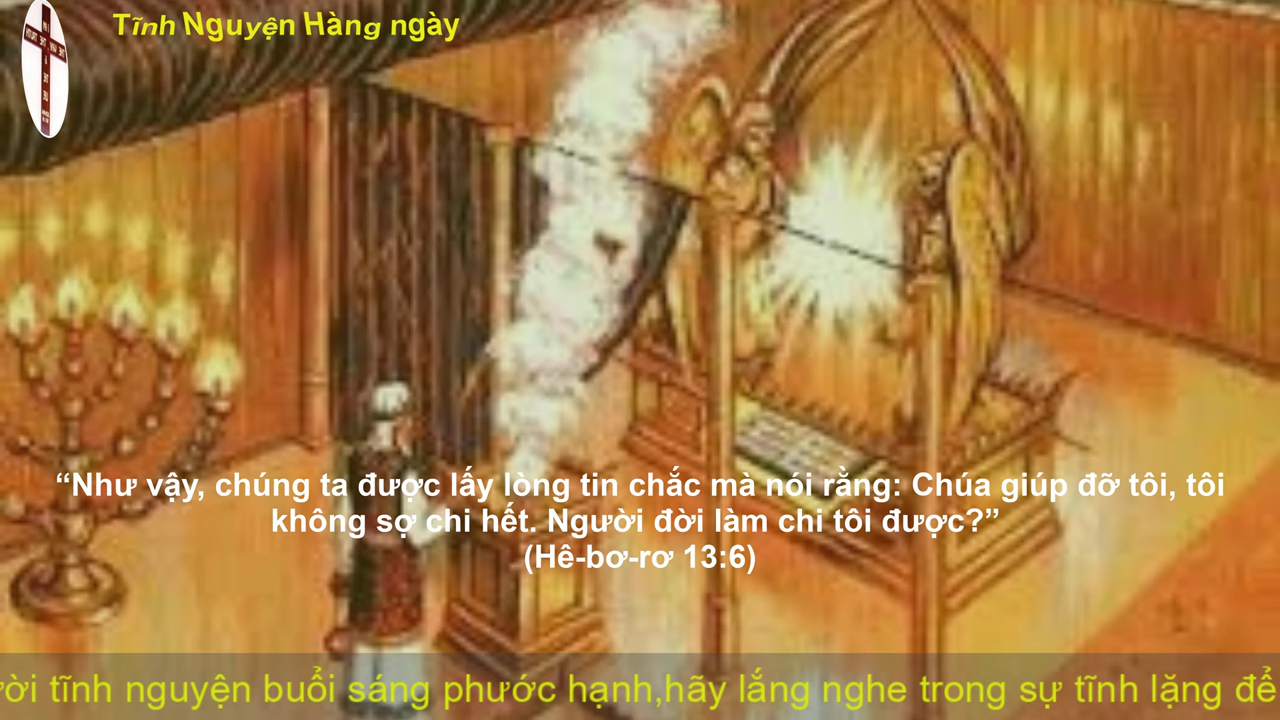 Tĩnh Nguyện Hàng ngày
“Như vậy, chúng ta được lấy lòng tin chắc mà nói rằng: Chúa giúp đỡ tôi, tôi
không sợ chi hết. Người đời làm chi tôi được?”
(Hê-bơ-rơ 13:6)
tĩnh nguyện buổi sáng phước hạnh,hãy lắng nghe trong sự tĩnh lặng để